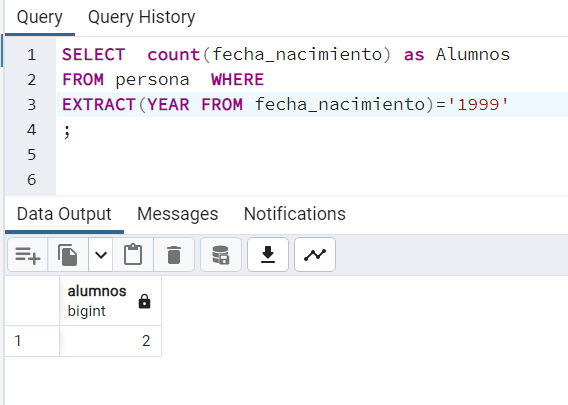 Query Query History
1 SELECT  count(fecha_nacimiento) as Alumnos
2 FROM persona  WHERE
3 EXTRACT(YEAR FROM fecha_nacimiento)='1999'
4 ;
5
6
Data Output Messages Notifications
alumnos
bigint
1 2